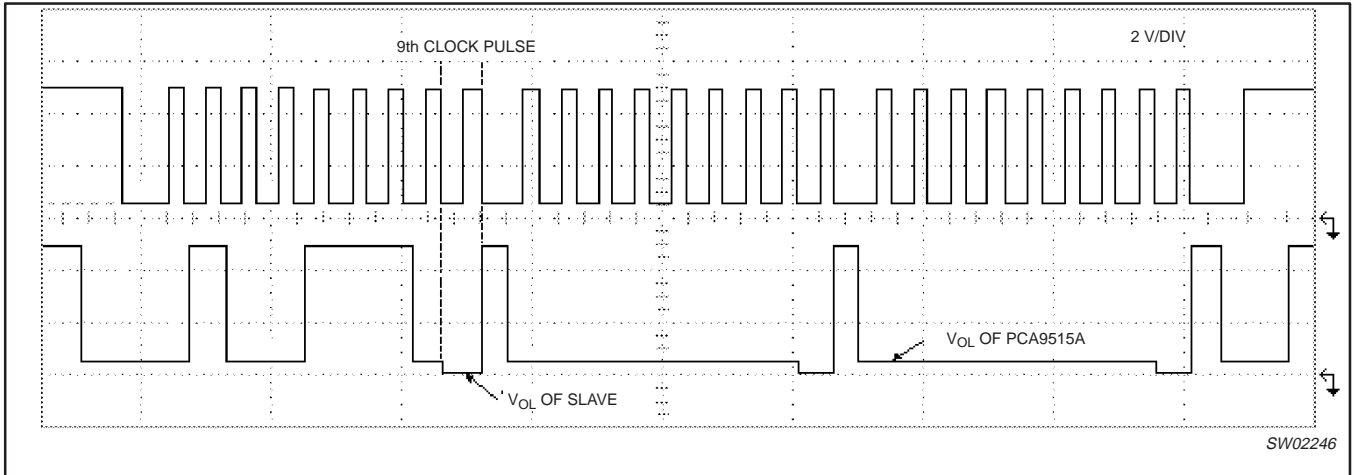 9th CLOCK PULSE
2 V/DIV
VOL OF PCA9515A
VOL OF SLAVE
SW02246